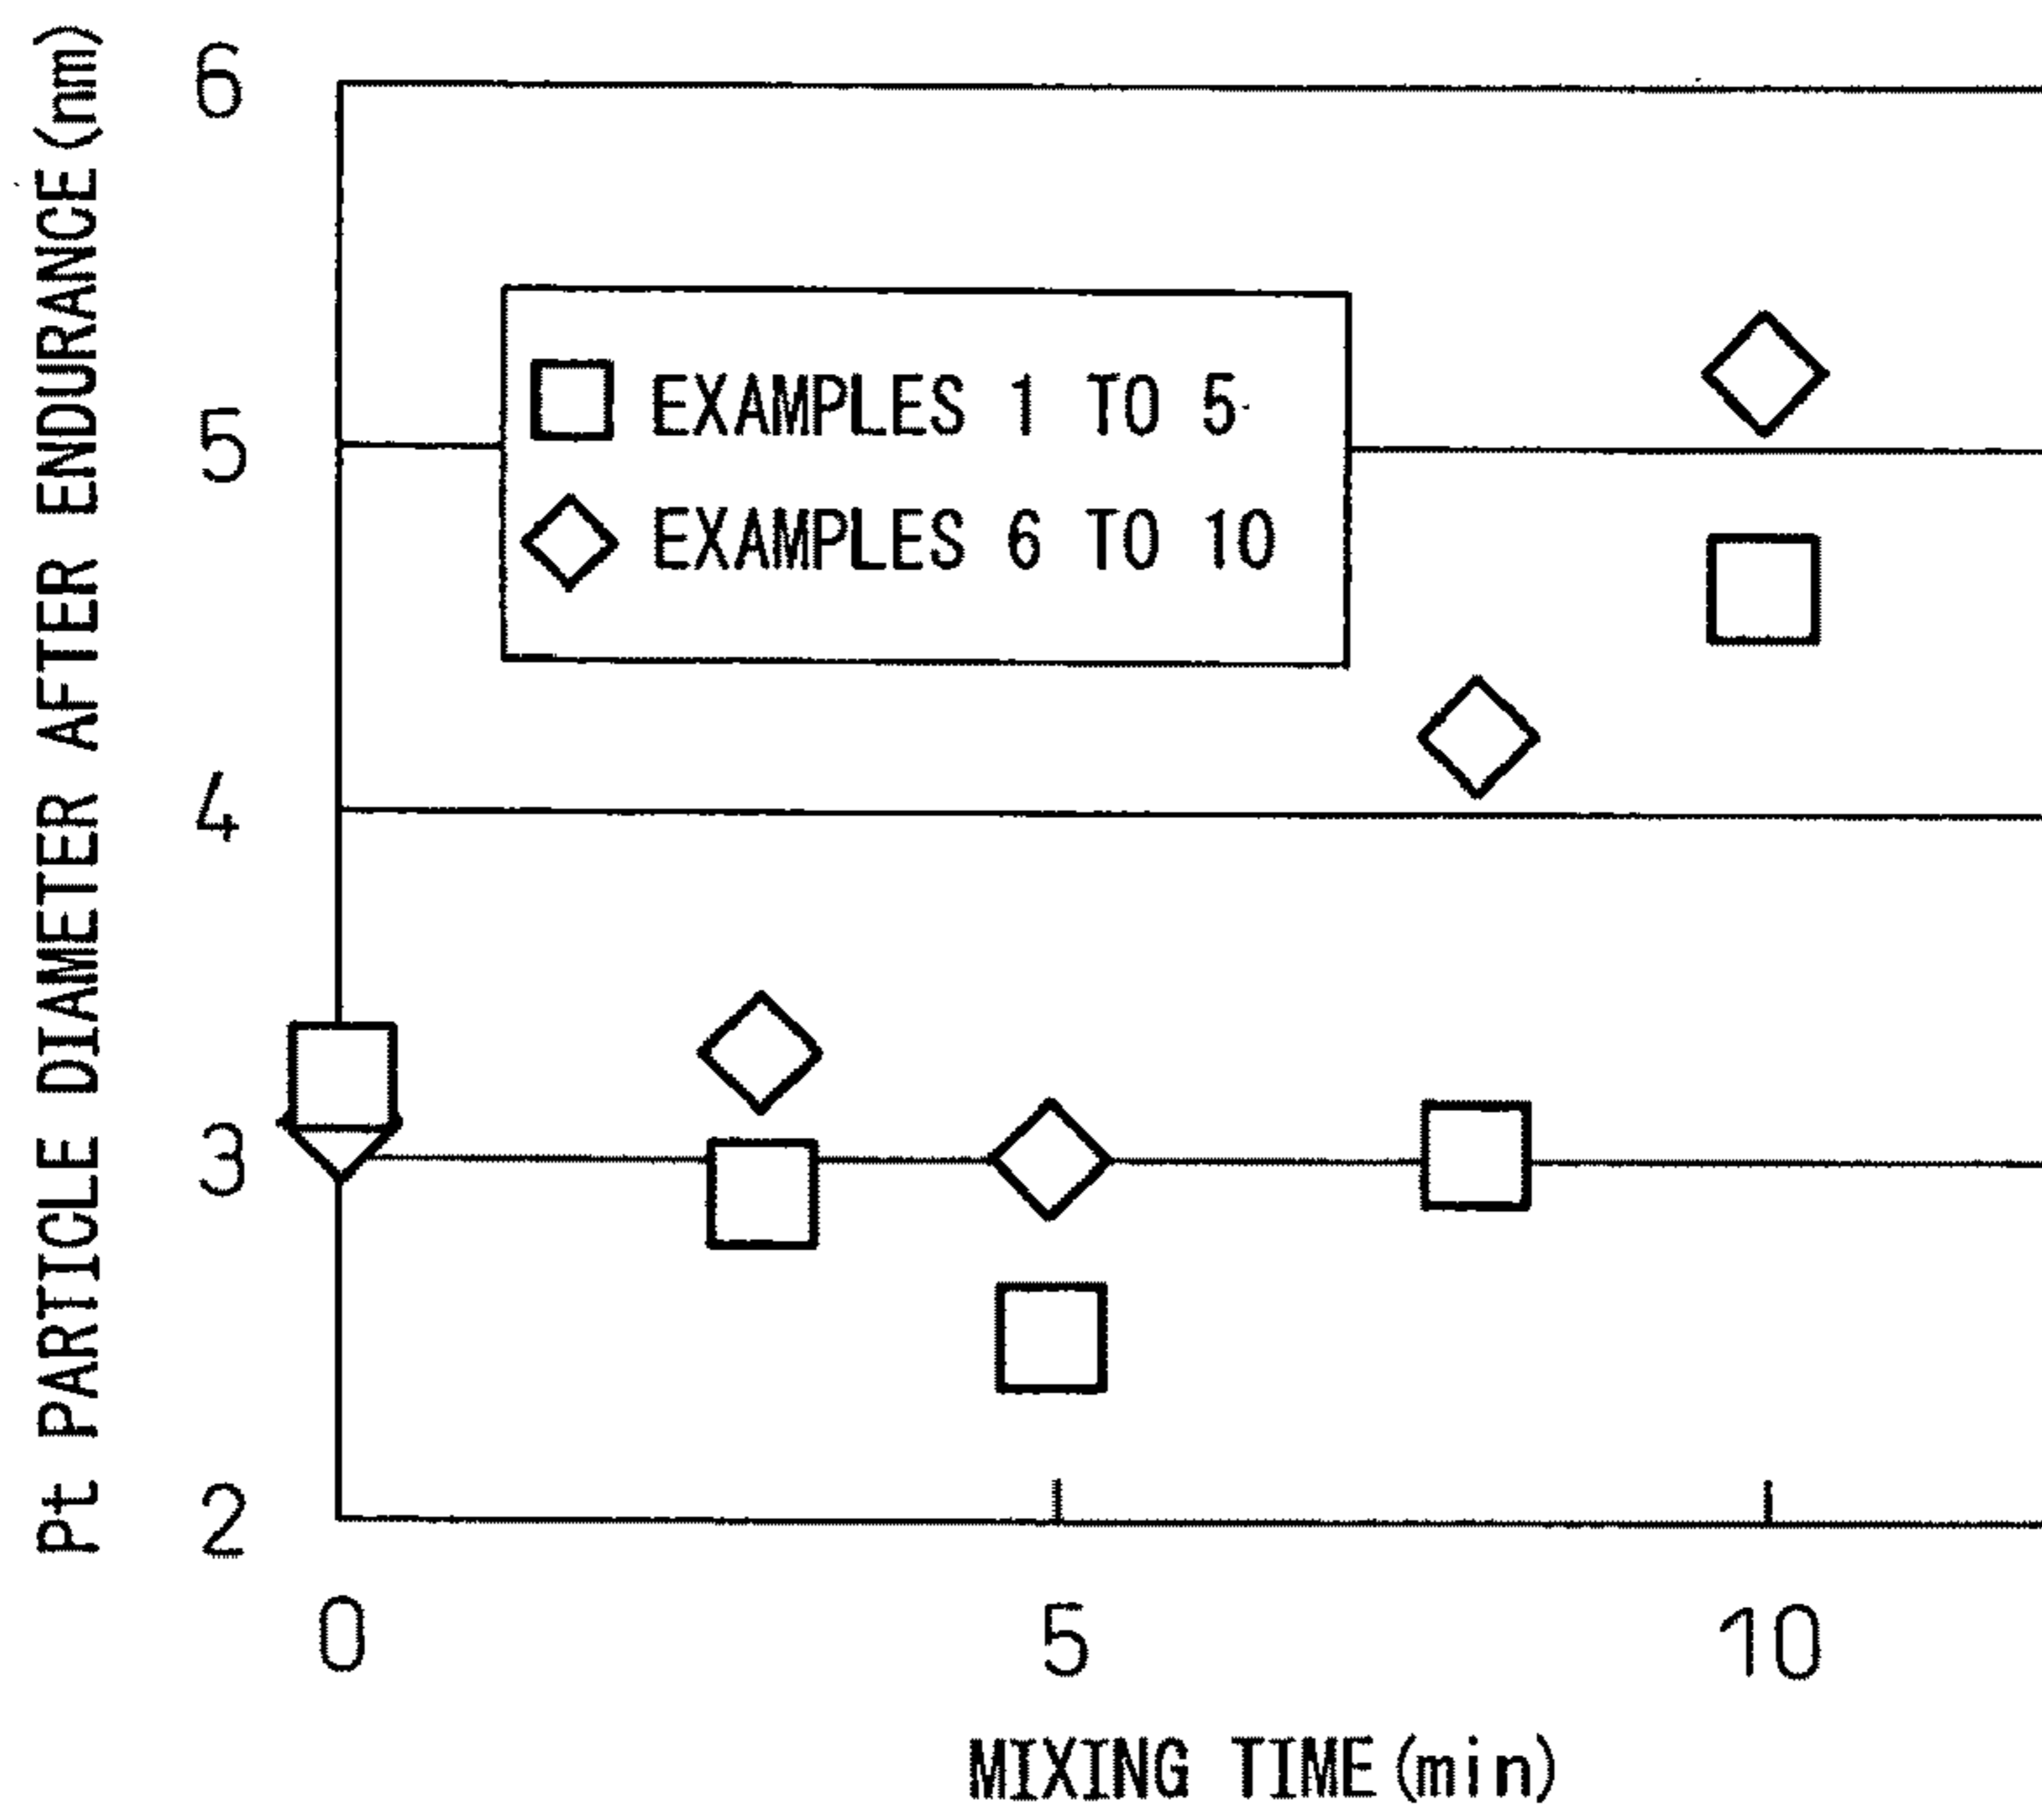 Pt PARTICLE DIAMETER AFTER ENDURANCE(nm)
6
5
4
3
2
EXAMPLES 1 TO 5
EXAMPLES 6 TO 10
0 5 10
MIXING TIME(min)